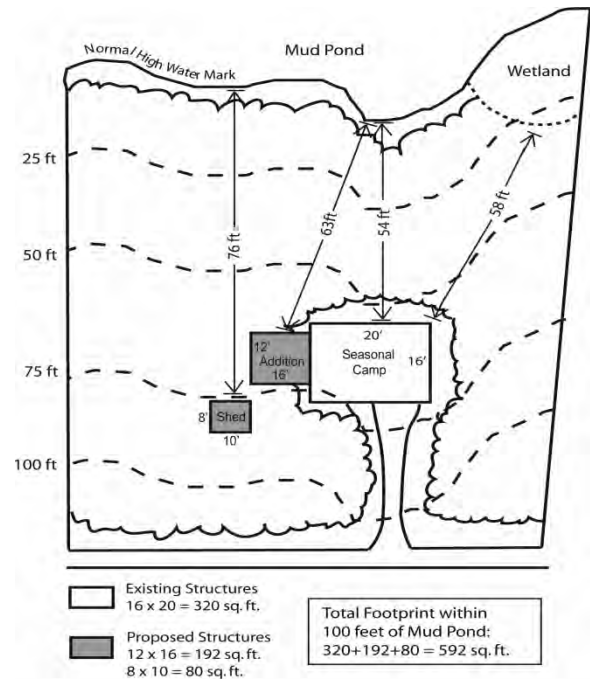 Mud Pond
Normal High Water Mark
Wetland
25 ft
50 ft
75 ft
100 ft
76 ft
63ft
54 ft
58 ft
12'
Addition
16'
20'
Seasonal
Camp
16'
8'
Shed
10'
Existing Structures
16 x 20 = 320 sq. ft.
Proposed Structures
12 x 16 = 192 sq. ft.
8 x 10 = 80 sq. ft.
Total Footprint within
100 feet of Mud Pond:
320+192+80 = 592 sq. ft.